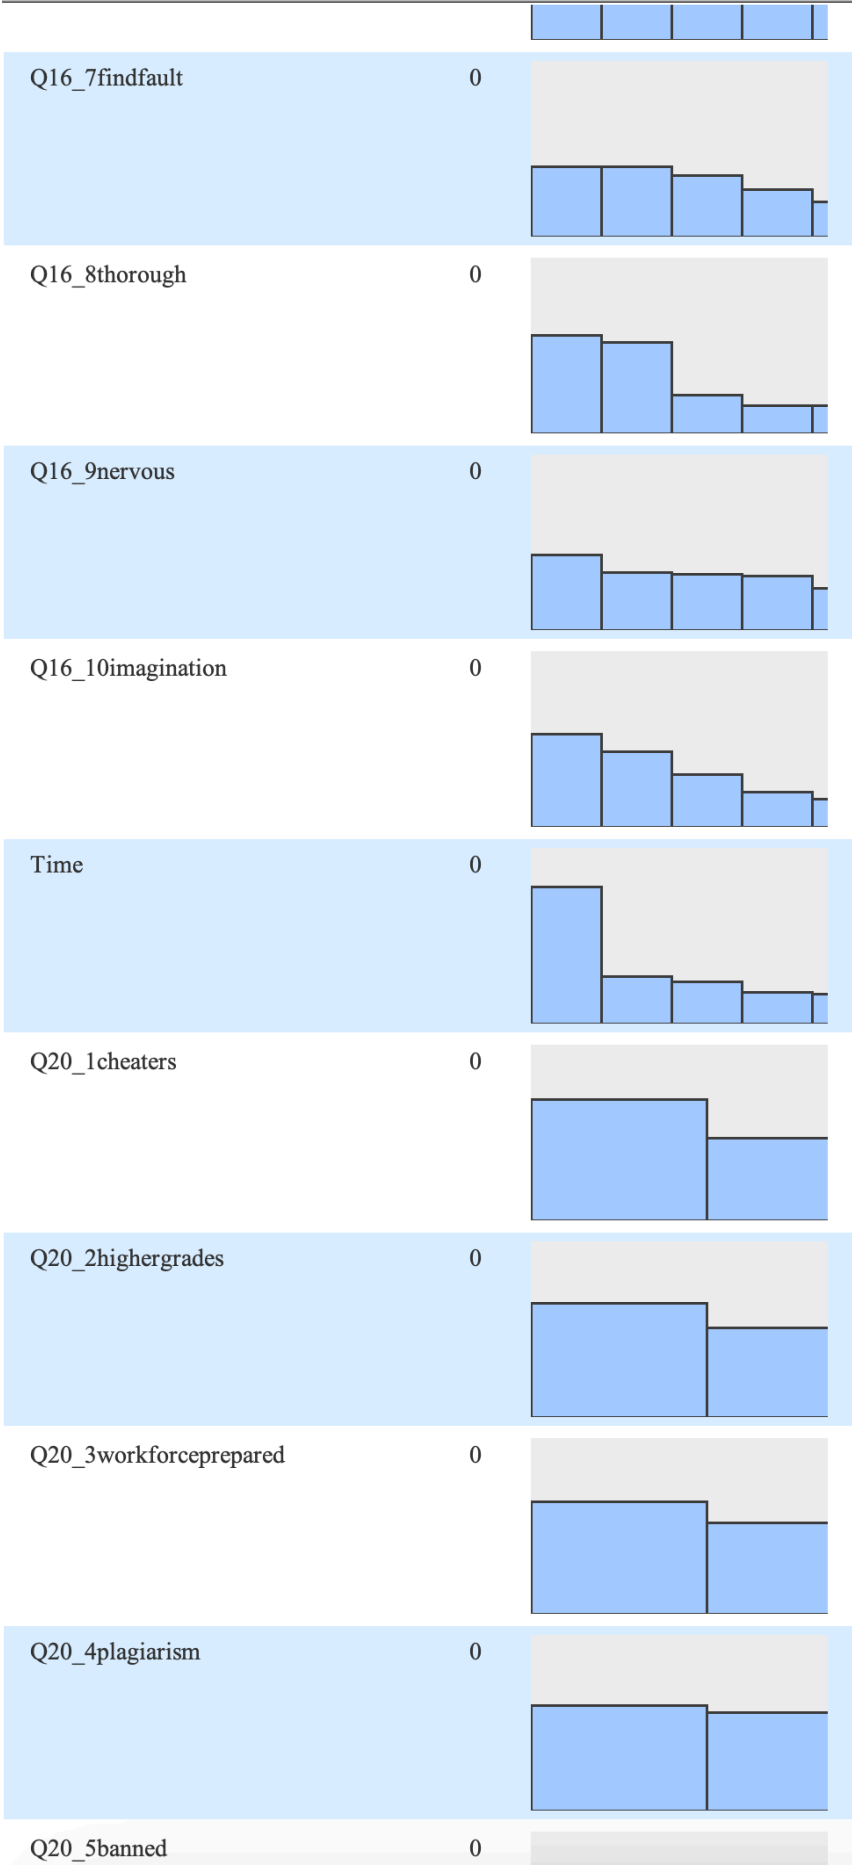 Q16_7findfault 0
Q16_8thorough 0
Q16_9nervous 0
Q16_10imagination 0
Time 0
Q20_1cheaters 0
Q20_2highergrades 0
Q20_3workforceprepared 0
Q20_4plagiarism 0
Q20_5banned 0